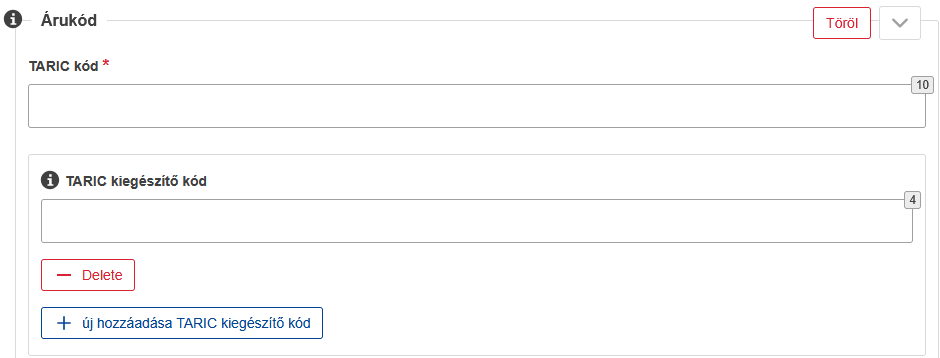 Árukód
Töröl
TARIC kód *
10
TARIC kiegészítő kód
4
Delete
új hozzáadása TARIC kiegészítő kód